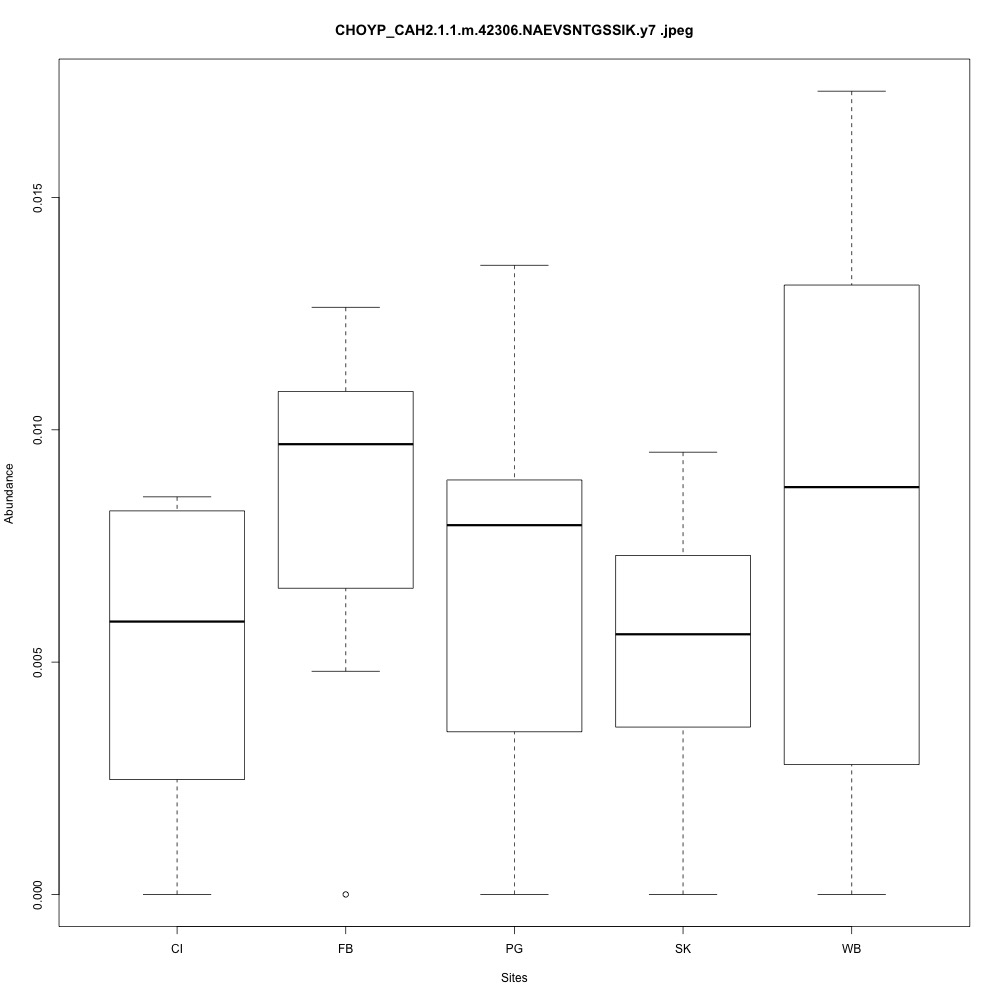 CHOYP_CAH2.1.1.m.42306.NAEVSNTGSSIK.y7 .jpeg
0.015
0.010
0.005
0.000
Abundance
CI FB PG SK WB
Sites